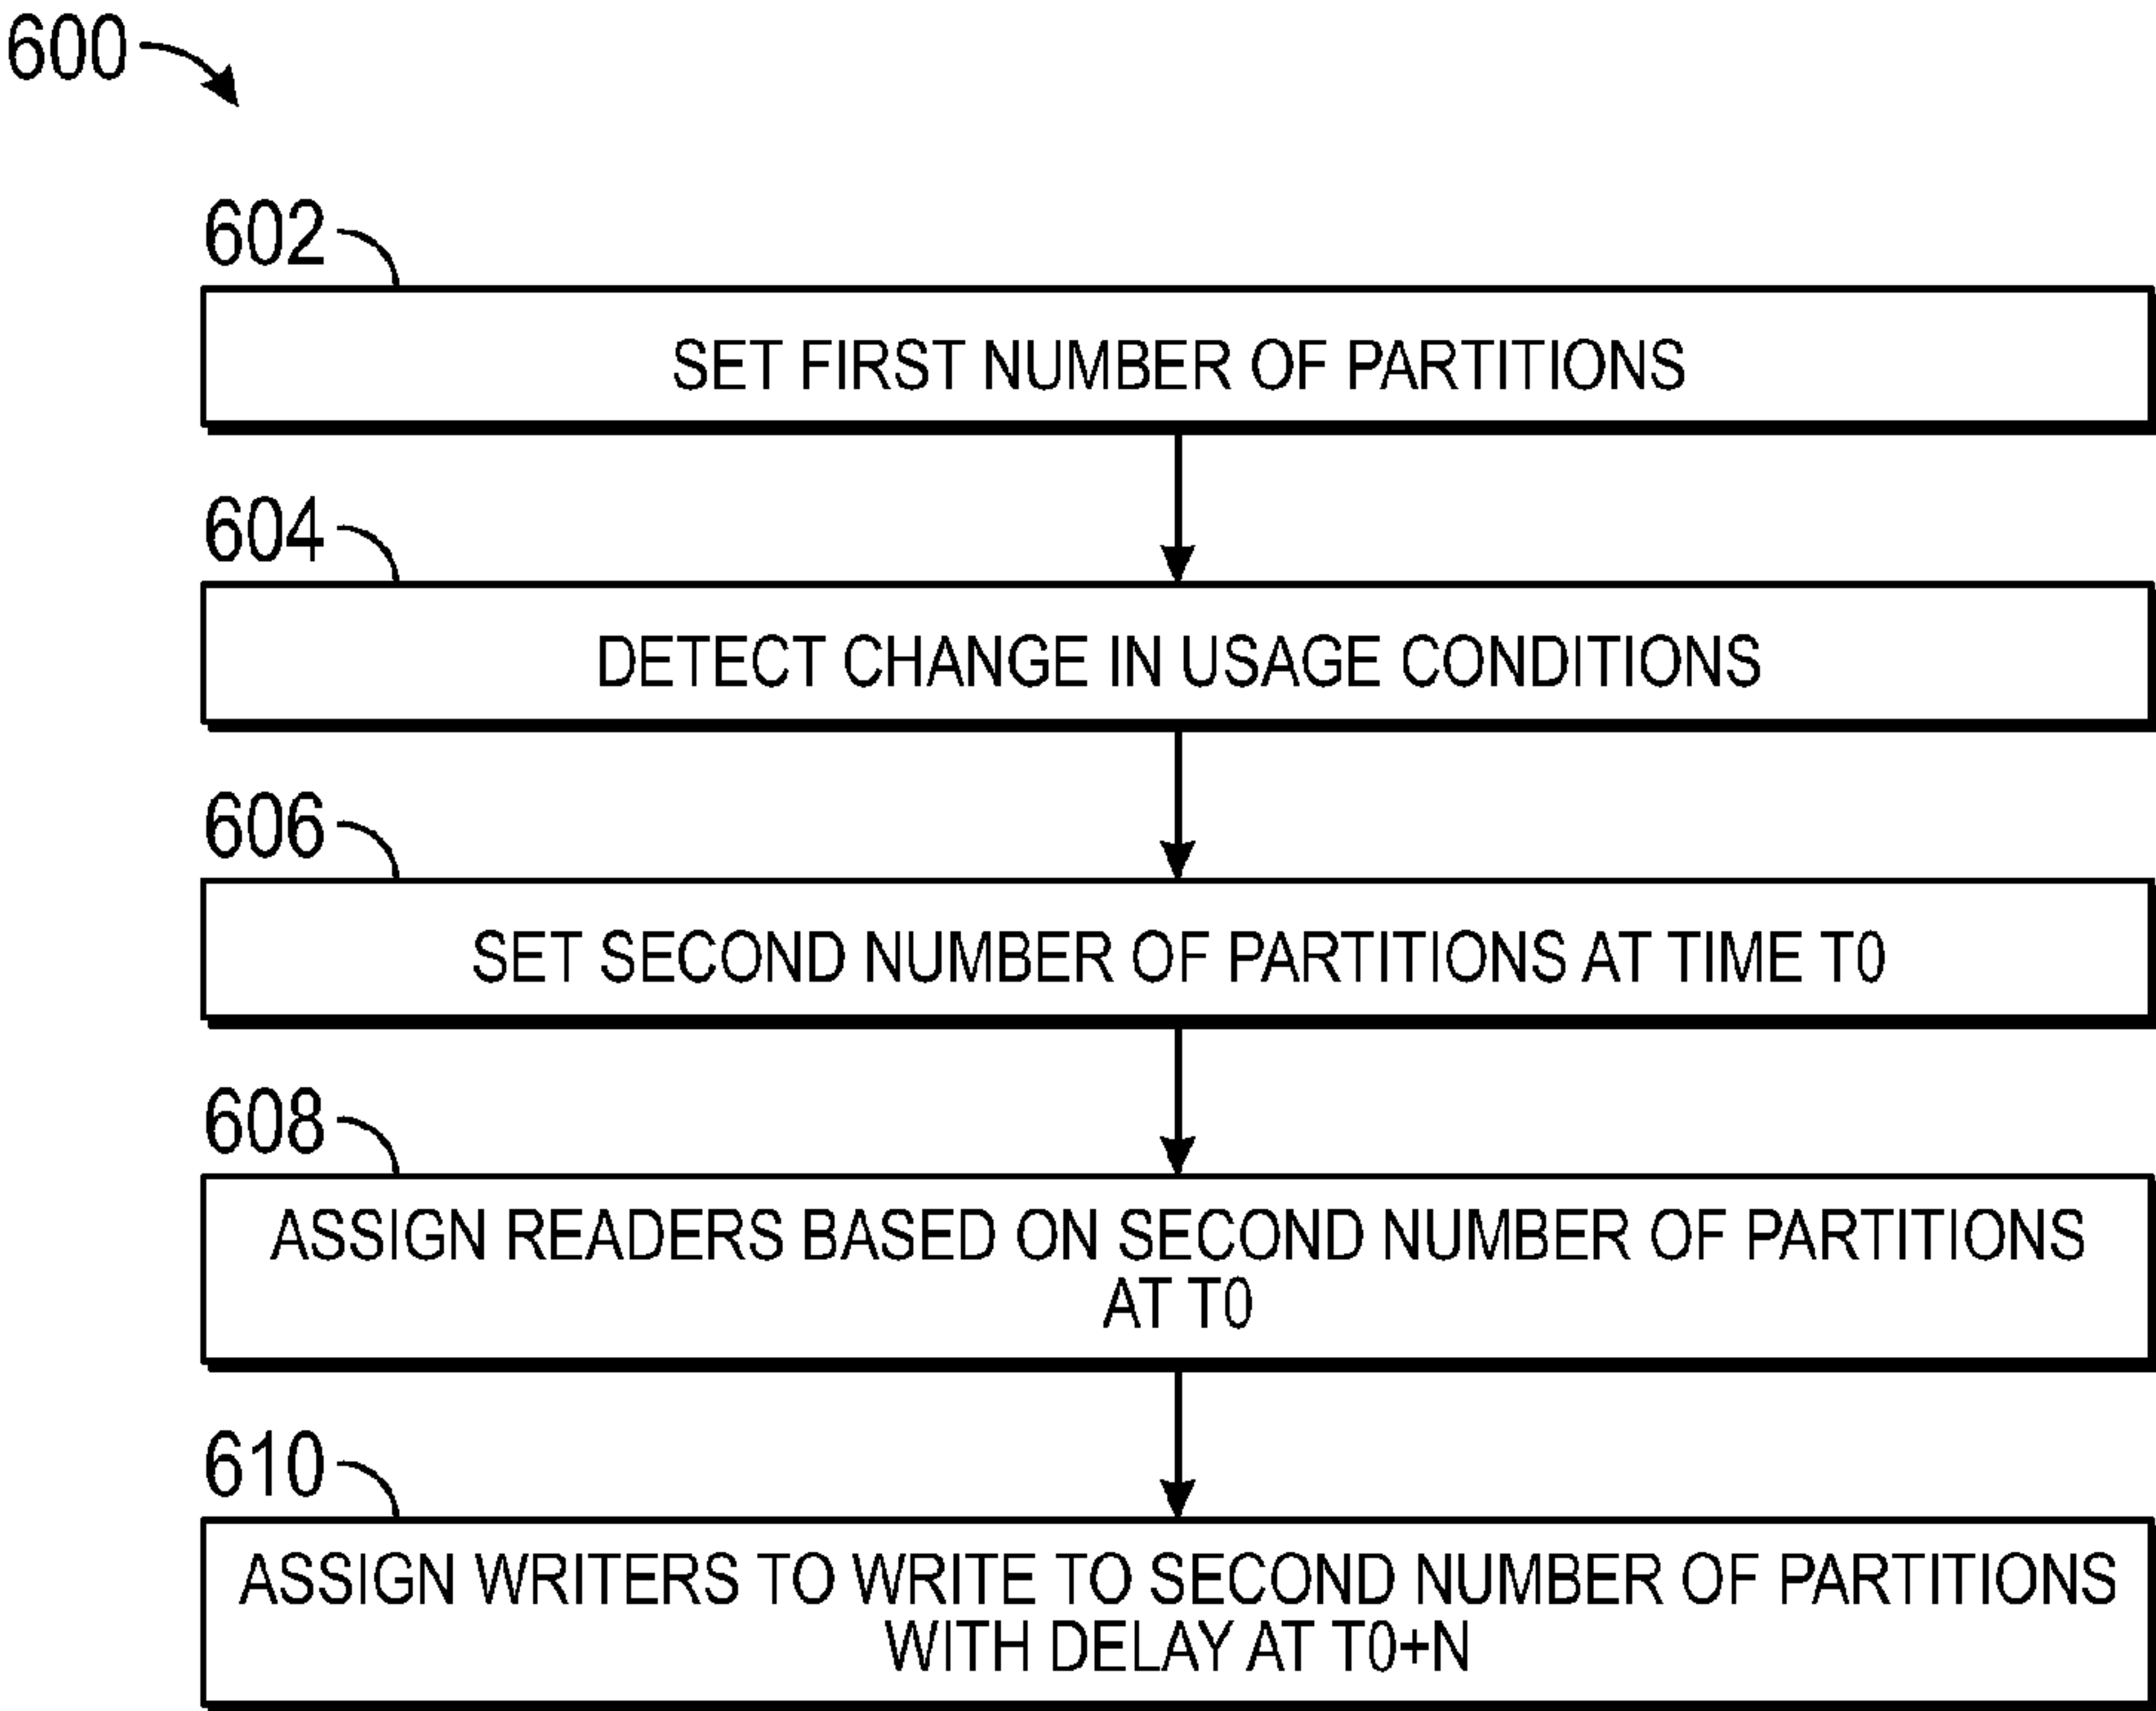 600
602
SET FIRST NUMBER OF PARTITIONS
604
DETECT CHANGE IN USAGE CONDITIONS
606
SET SECOND NUMBER OF PARTITIONS AT TIME T0
608
ASSIGN READERS BASED ON SECOND NUMBER OF PARTITIONS
AT T0
610
ASSIGN WRITERS TO WRITE TO SECOND NUMBER OF PARTITIONS
WITH DELAY AT T0+N